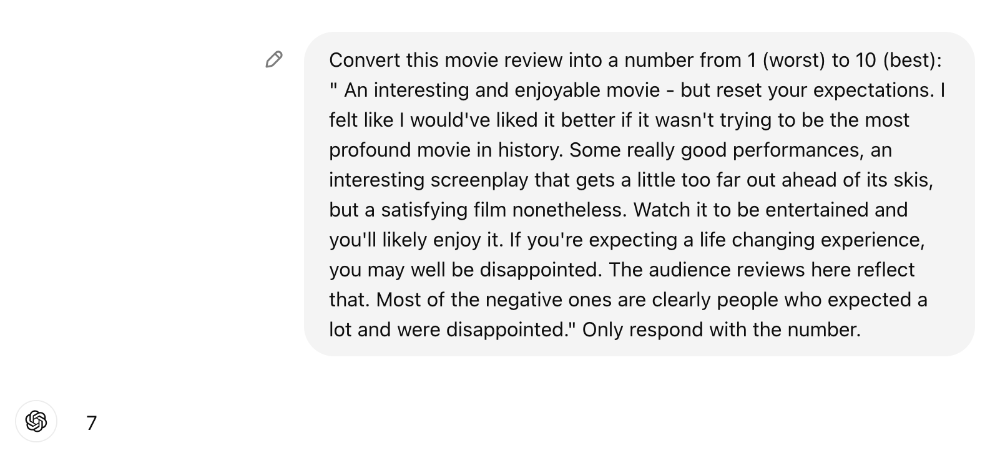 Convert this movie review into a number from 1 (worst) to 10 (best):
" An interesting and enjoyable movie - but reset your expectations. I
felt like I would've liked it better if it wasn't trying to be the most
profound movie in history. Some really good performances, an
interesting screenplay that gets a little too far out ahead of its skis,
but a satisfying film nonetheless. Watch it to be entertained and
you'll likely enjoy it. If you're expecting a life changing experience,
you may well be disappointed. The audience reviews here reflect
that. Most of the negative ones are clearly people who expected a
lot and were disappointed." Only respond with the number.
7